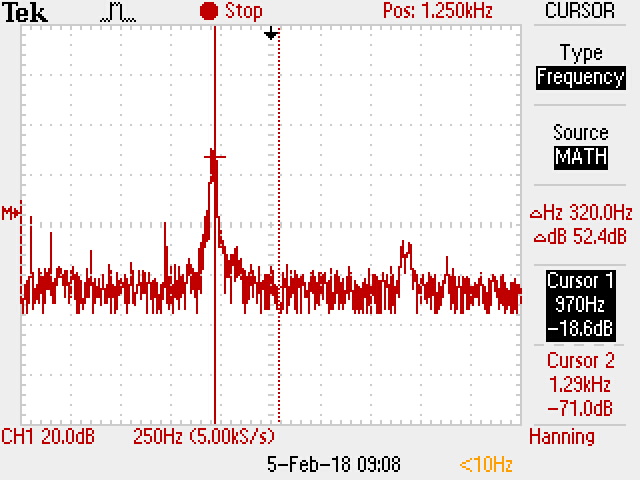 Tek Stop Pos: 1.250kHz CURSOR
Type
Frequency
Source
MATH
M
△Hz 320.0Hz
△dB 52.4dB
Cursor 1
970Hz
-18.6dB
Cursor 2
1.29kHz
-71.0dB
CH1 20.0dB 250Hz (5.00kS/s) Hanning
5-Feb-18 09:08 <10Hz